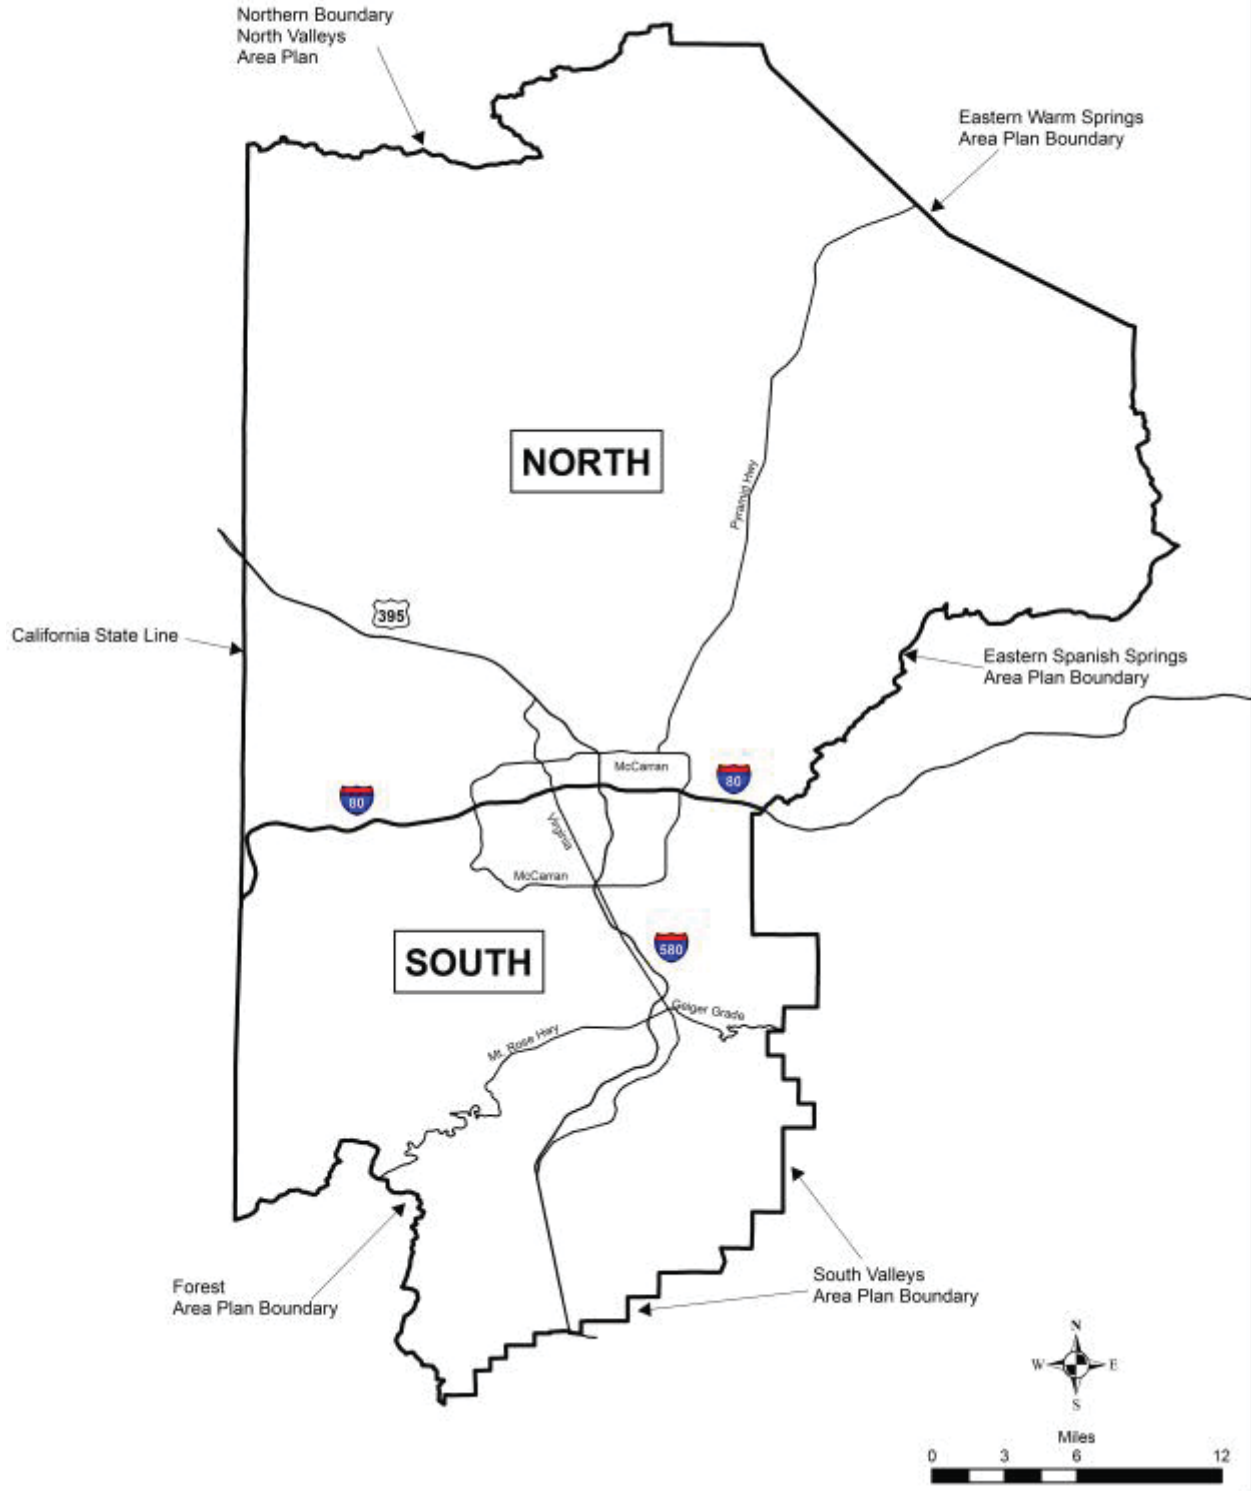 Northern Boundary
North Valleys
Area Plan
Eastern Warm Springs
Area Plan Boundary
NORTH
Pyramid Hwy
395
California State Line
Eastern Spanish Springs
Area Plan Boundary
McCarran
80
80
Virginia
McCarran
SOUTH
580
Geiger Grade
Mt. Rose Hwy
Forest
Area Plan Boundary
South Valleys
Area Plan Boundary
N
W E
S
Miles
0 3 6 12